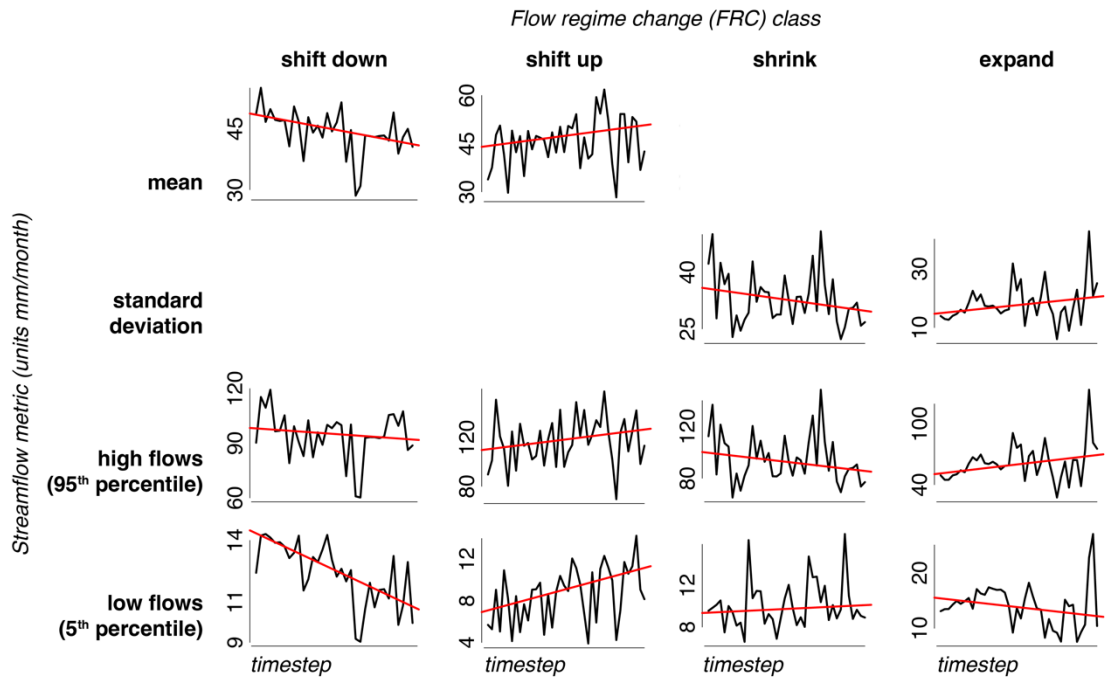 Flow regime change (FRC) class
shift down shift up shrink expand
Streamflow metric (units mm/month)
mean
45
30
60
45
30
standard
deviation
40
25
30
10
high flows
(95th percentile)
120
90
60
120
80
120
80
100
40
low flows
(5th percentile)
14
11
9
12
8
4
12
8
20
10
timestep timestep timestep timestep